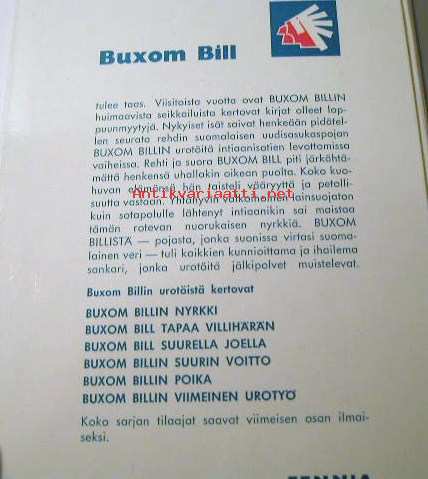 Buxom Bill
tulee taas. Viisitoista vuotta ovat BUXOM BILLIN
huimaavista seikkailuista kertovat kirjat olleet lop-
puunmyytyjä. Nykyiset isät saivat henkeään pidätel-
len seurata rehdin suomalaisen uudisasukaspojan
BUXOM BILLIN urotöitä intiaanisotien levottomissa
vaiheissa. Rehti ja suora BUXOM BILL piti järkähtä-
mättä henkensä uhallakin oikean puolta. Koko kuo-
huvan elämänsä hän taisteli vääryyttä ja petolli-
suutta vastaan. valkoihoinen lainsuojaton
kuin sotapolulle lähtenyt intiaanikin sai maistaa
tämän rotevan nuorukaisen nyrkkiä. BUXOM
BILLISTÄ — pojasta, jonka suonissa virtasi suoma-
lainen veri — tuli kaikkien kunnioittama ja ihailema
sankari, jonka urotöitä jälkipolvet muistelevat.
Antikvariaatti.net
Buxom Billin urotöistä kertovat
BUXOM BILLIN NYRKKI
BUXOM BILL TAPAA VILLIHÄRÄN
BUXOM BILL SUURELLA JOELLA
BUXOM BILLIN SUURIN VOITTO
BUXOM BILLIN POIKA
BUXOM BILLIN VIIMEINEN UROTYÖ
Koko sarjan tilaajat saavat viimeisen osan ilmai-
seksi.